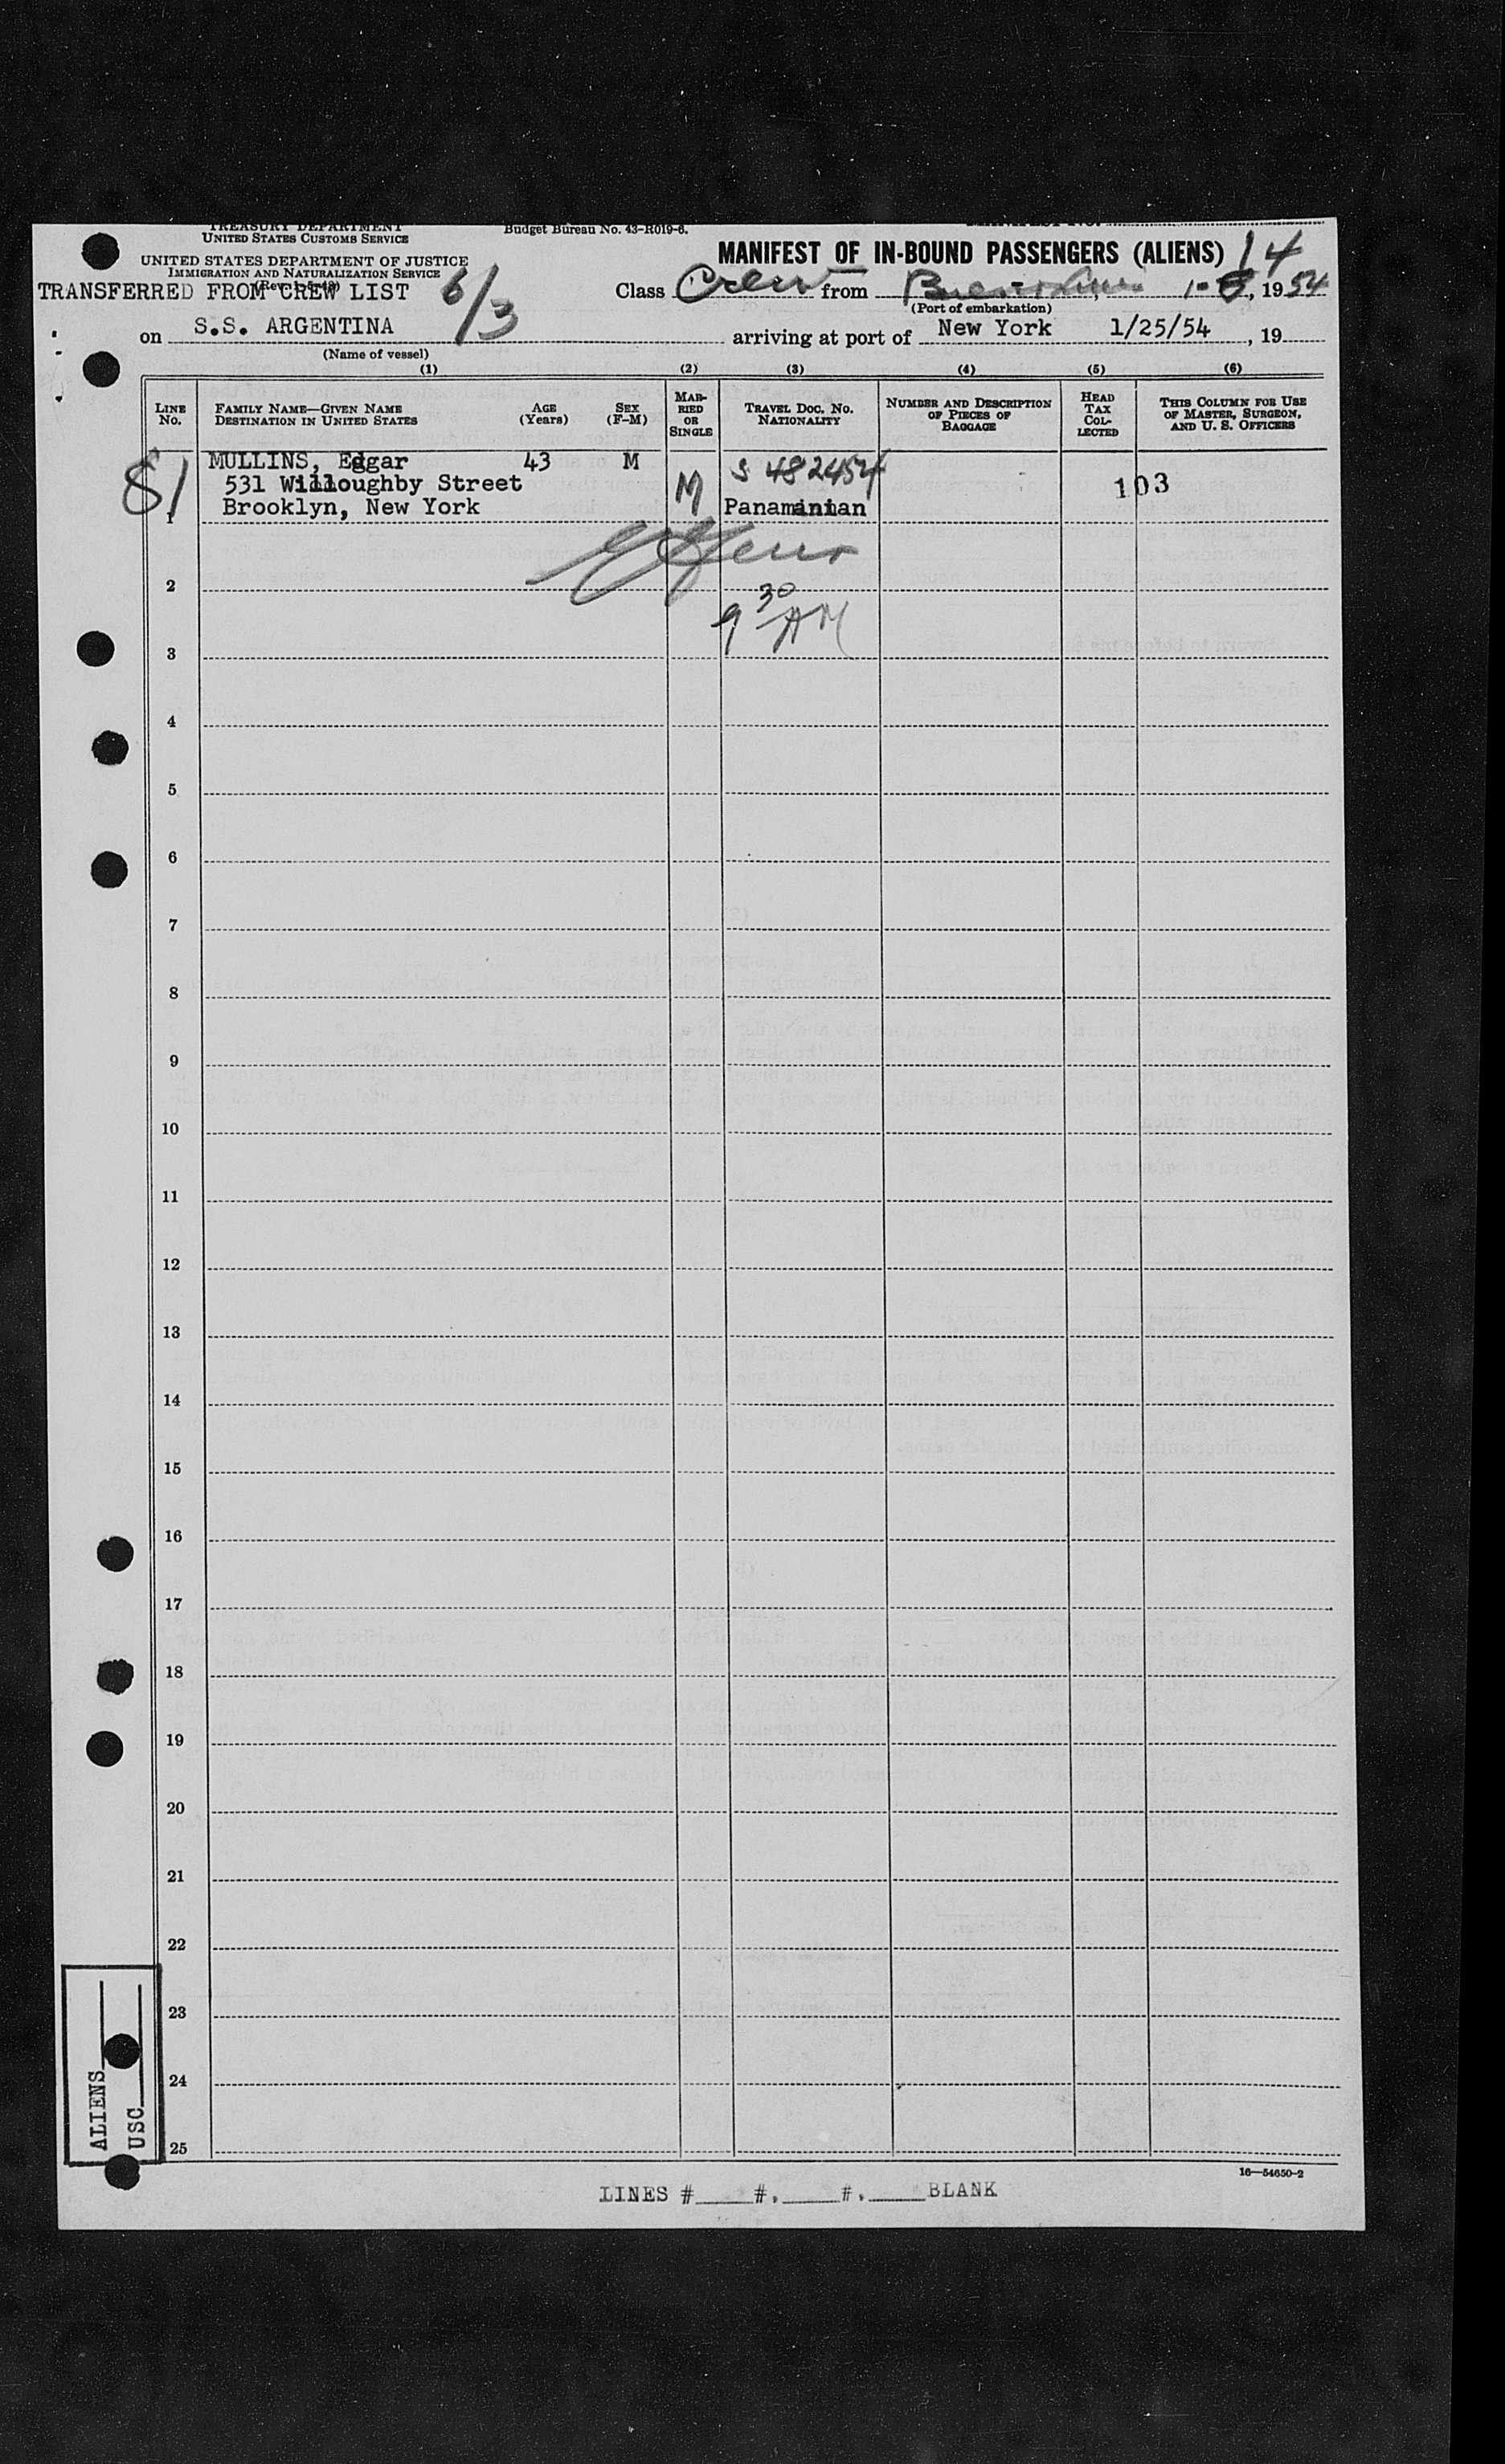 TREASURY DEPARTMENT
UNITED STATES CUSTOMS SERVICE
Budget Bureau No. 43-R019-6.
UNITED STATES DEPARTMENT OF JUSTICE
IMMIGRATION AND NATURALIZATION SERVICE
MANIFEST OF IN-BOUND PASSENGERS (ALIENS) 14
TRANSFERRED FROM CREW LIST 6/3
Class Crew from 1- , 1954
(Port of embarkation)
on S.S. ARGENTINA arriving at port of New York 1/25/54, 19
(Name of vessel)
(1) (2) (3) (4) (5) (6)
LINE No. FAMILY NAME—GIVEN NAME DESTINATION IN UNITED STATES AGE (Years) SEX (F-M) MARRIED OR SINGLE TRAVEL DOC. NO. NATIONALITY NUMBER AND DESCRIPTION OF PIECES OF BAGGAGE HEAD TAX COLLECTED THIS COLUMN FOR USE OF MASTER, SURGEON, AND U. S. OFFICERS
MULLINS, Edgar 43 M S 482454
81 531 Willoughby Street M 103
1 Brooklyn, New York Panamanian
2
9 30 AM
3
4
5
6
7
8
9
10
11
12
13
14
15
16
17
18
19
20
21
22
23
24
25
ALIENS
USC
16—54650-2
LINES # #, #, BLANK